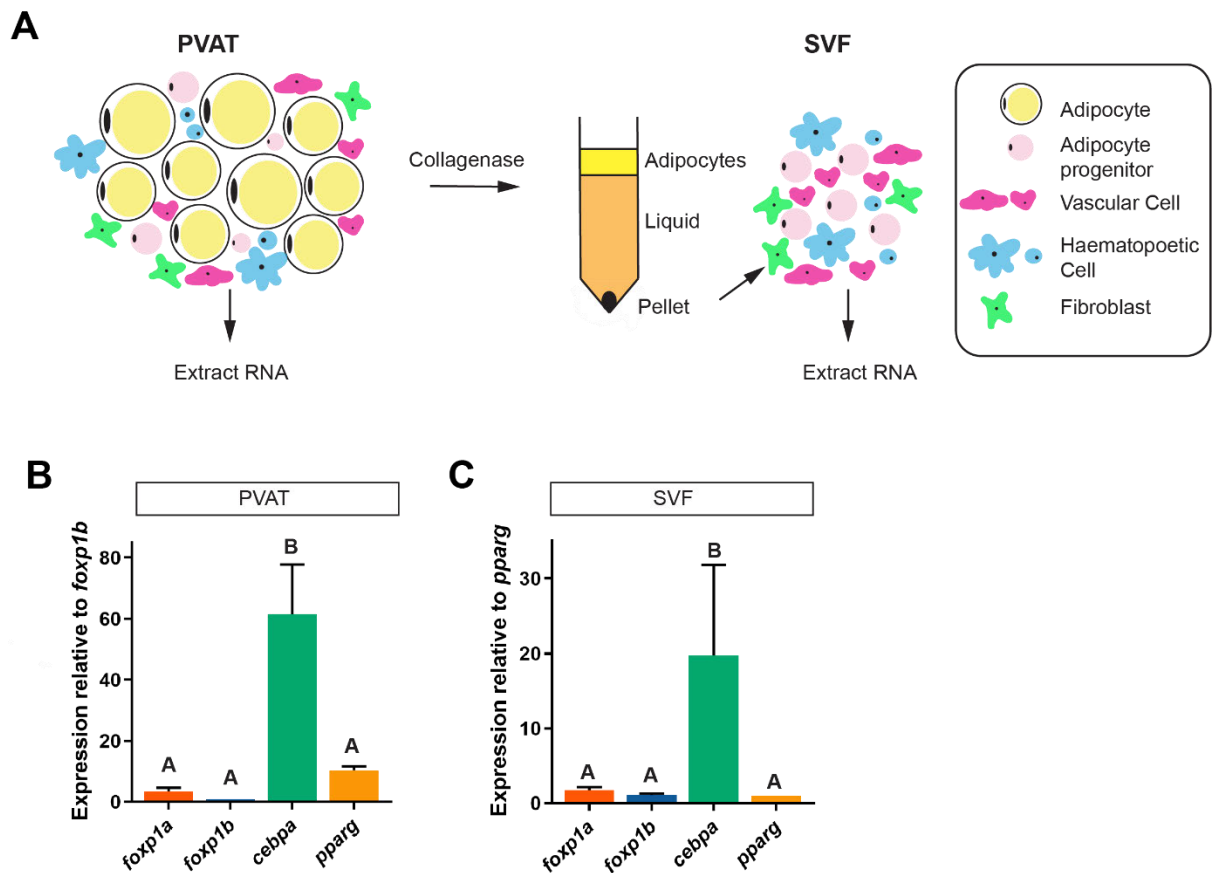 A
PVAT
SVF
Collagenase
Adipocytes
Liquid
Pellet
Extract RNA
Extract RNA
Adipocyte
Adipocyte
progenitor
Vascular Cell
Haematopoetic
Cell
Fibroblast
B
PVAT
Expression relative to foxp1b
80
60
40
20
0
A
A
B
A
foxp1a
foxp1b
cebpa
pparg
C
SVF
Expression relative to pparg
30
20
10
0
A
A
B
A
foxp1a
foxp1b
cebpa
pparg